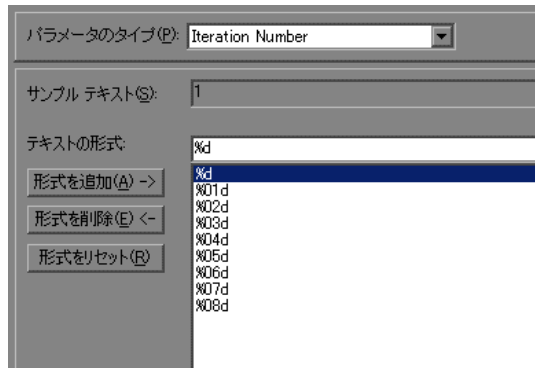 パラメータのタイプ(P): Iteration Number
サンプル テキスト(S): 1
テキストの形式: %d
形式を追加(A) ->
形式を削除(E) <-
形式をリセット(R)
%d
%01d
%02d
%03d
%04d
%05d
%06d
%07d
%08d